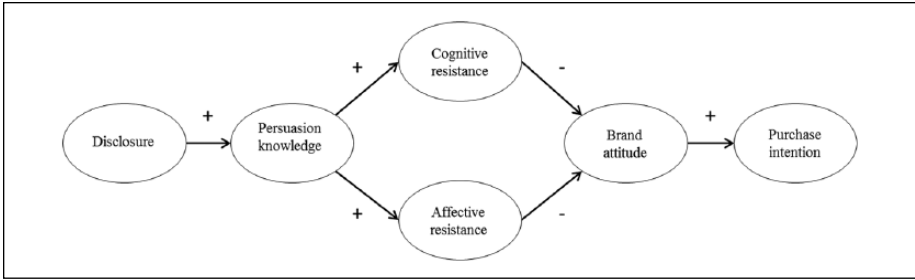 Cognitive
resistance
+
-
Disclosure
+
Persuasion
knowledge
Brand
attitude
+
Purchase
intention
+
Affective
resistance
-